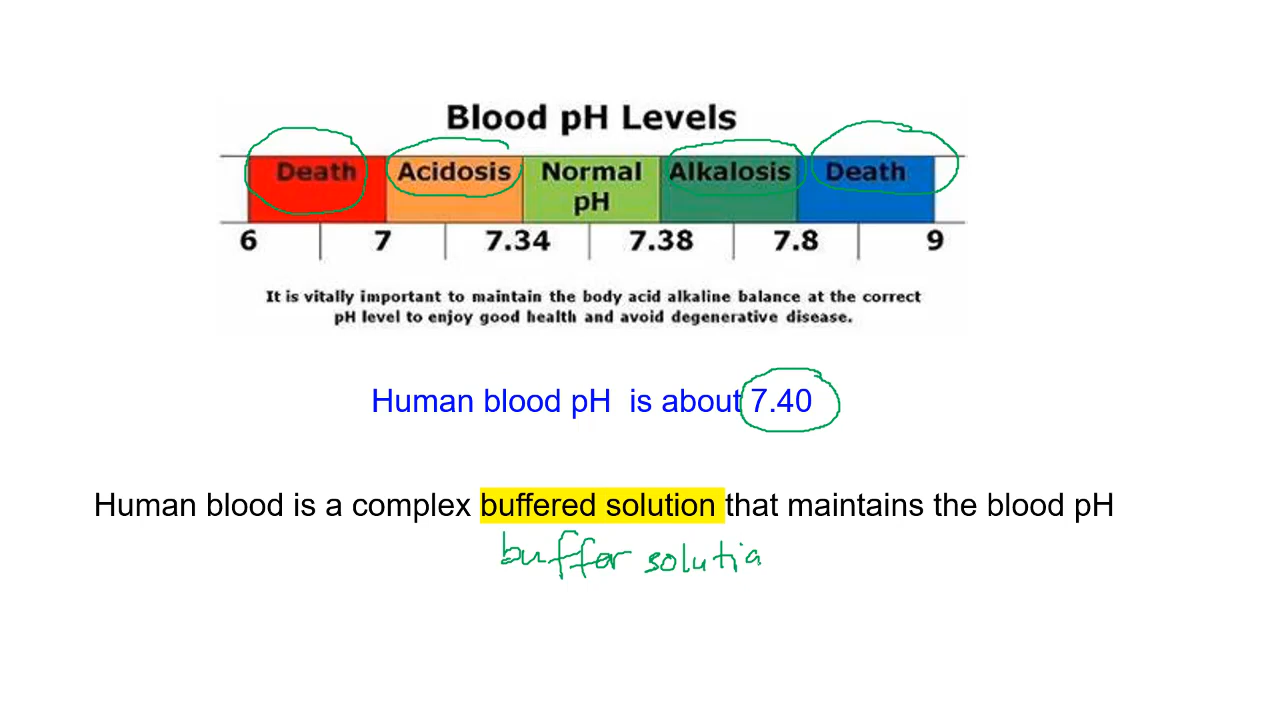 Blood pH Levels
Death Acidosis Normal pH Alkalosis Death
6 7 7.34 7.38 7.8 9
It is vitally important to maintain the body acid alkaline balance at the correct
pH level to enjoy good health and avoid degenerative disease.
Human blood pH is about 7.40
Human blood is a complex buffered solution that maintains the blood pH
buffer solutio